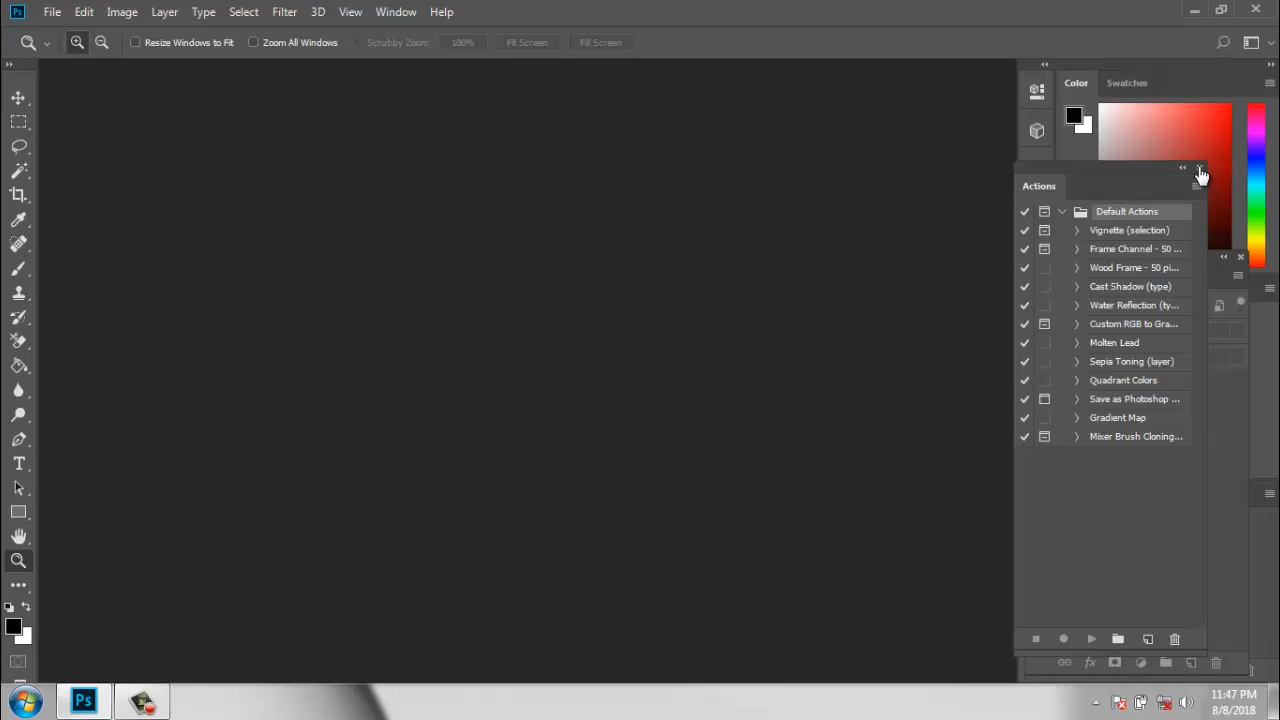 Ps File Edit Image Layer Type Select Filter 3D View Window Help
Resize Windows to Fit Zoom All Windows Scrubby Zoom 100% Fit Screen Fill Screen
Color Swatches
Actions
Default Actions
Vignette (selection)
Frame Channel - 50 ...
Wood Frame - 50 pi...
Cast Shadow (type)
Water Reflection (ty...
Custom RGB to Gra...
Molten Lead
Sepia Toning (layer)
Quadrant Colors
Save as Photoshop ...
Gradient Map
Mixer Brush Cloning...
Ps
11:47 PM
8/8/2018